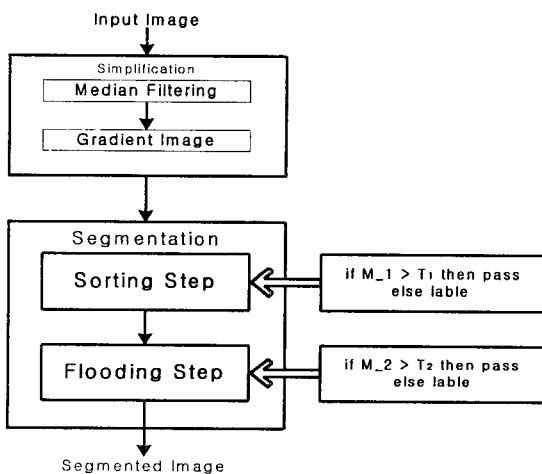 Input Image
Simplification
Median Filtering
Gradient Image
Segmentation
Sorting Step
if M_1 > T₁ then pass
else lable
Flooding Step
if M_2 > T₂ then pass
else lable
Segmented Image